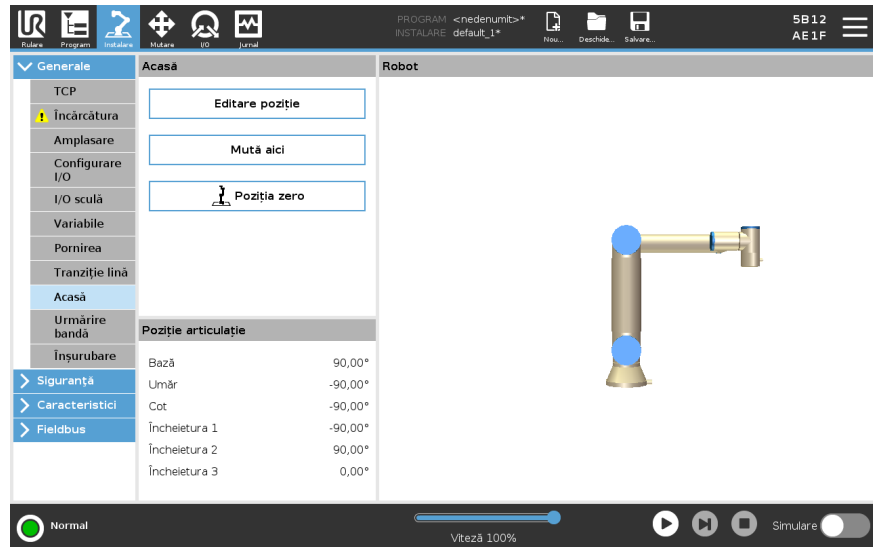 UR
Rulare
Program
Instalare
Mutare
I/O
Jurnal
PROGRAM <nedenumit>*
INSTALARE default_1*
Nou...
Deschide...
Salvare...
5B12
AE1F
Generale
TCP
Încărcătura
Amplasare
Configurare
I/O
I/O sculă
Variabile
Pornirea
Tranziție lină
Acasă
Urmărire
bandă
Înșurubare
Siguranță
Caracteristici
Fieldbus
Acasă
Editare poziție
Mută aici
Poziția zero
Poziție articulație
Bază 90,00°
Umăr -90,00°
Cot -90,00°
Încheietura 1 -90,00°
Încheietura 2 90,00°
Încheietura 3 0,00°
Robot
Normal
Viteză 100%
Simulare